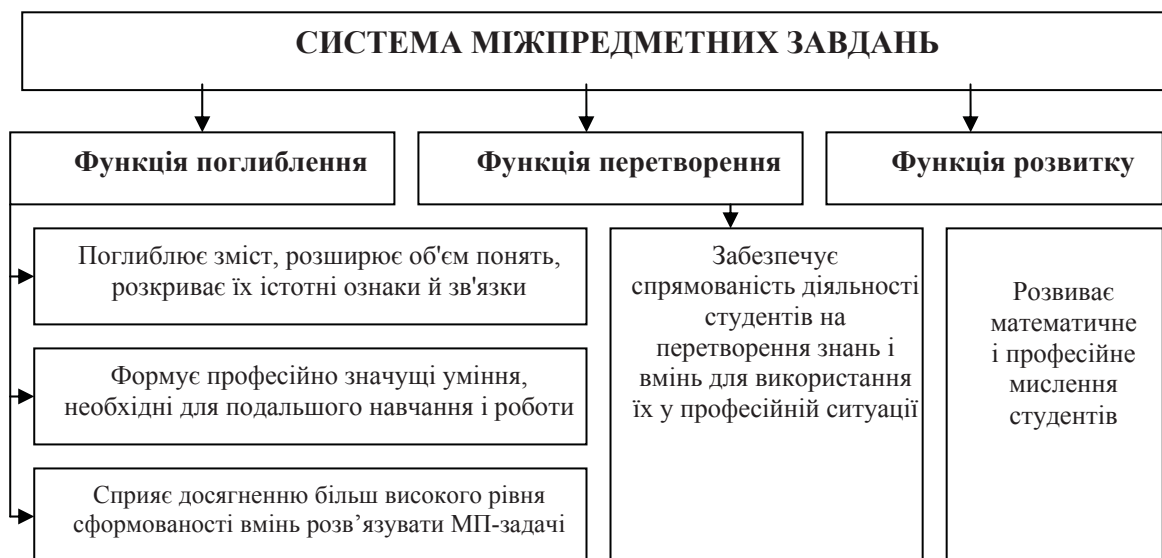 СИСТЕМА МІЖПРЕДМЕТНИХ ЗАВДАНЬ
Функція поглиблення
Функція перетворення
Функція розвитку
Поглиблює зміст, розширює об'єм понять,
розкриває їх істотні ознаки й зв'язки
Формує професійно значущі уміння,
необхідні для подальшого навчання і роботи
Сприяє досягненню більш високого рівня
сформованості вмінь розв’язувати МП-задачі
Забезпечує
спрямованість діяльності
студентів на
перетворення знань і
вмінь для використання
їх у професійній ситуації
Розвиває
математичне
і професійне
мислення
студентів